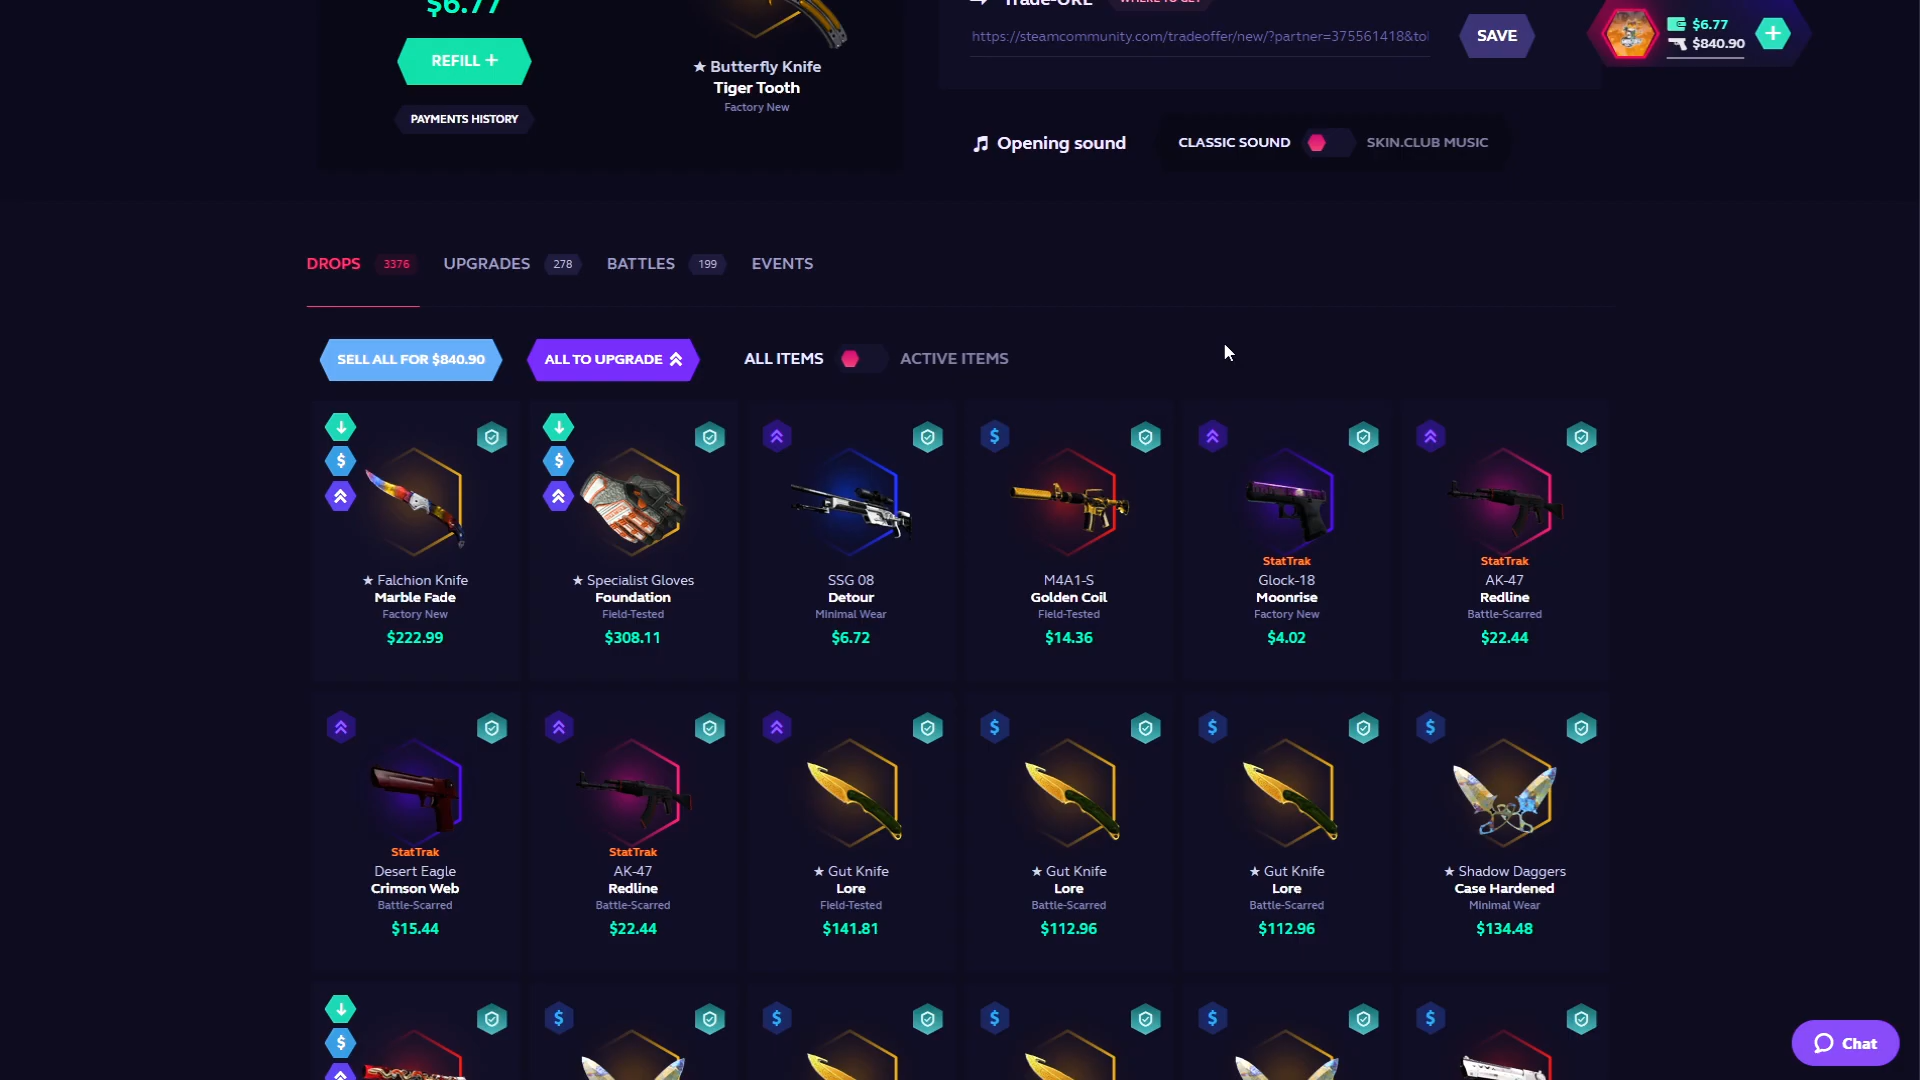 $6.77
Trade-URL
WHERE TO GET
REFILL +
PAYMENTS HISTORY
★ Butterfly Knife
Tiger Tooth
Factory New
https://steamcommunity.com/tradeoffer/new/?partner=375561418&to
SAVE
$6.77
$840.90
Opening sound
CLASSIC SOUND
SKIN.CLUB MUSIC
DROPS 3376 UPGRADES 278 BATTLES 199 EVENTS
SELL ALL FOR $840.90
ALL TO UPGRADE
ALL ITEMS
ACTIVE ITEMS
★ Falchion Knife
Marble Fade
Factory New
$222.99
★ Specialist Gloves
Foundation
Field-Tested
$308.11
SSG 08
Detour
Minimal Wear
$6.72
$
M4A1-S
Golden Coil
Field-Tested
$14.36
StatTrak
Glock-18
Moonrise
Factory New
$4.02
StatTrak
AK-47
Redline
Battle-Scarred
$22.44
StatTrak
Desert Eagle
Crimson Web
Battle-Scarred
$15.44
StatTrak
AK-47
Redline
Battle-Scarred
$22.44
★ Gut Knife
Lore
Field-Tested
$141.81
★ Gut Knife
Lore
Battle-Scarred
$112.96
★ Gut Knife
Lore
Battle-Scarred
$112.96
★ Shadow Daggers
Case Hardened
Minimal Wear
$134.48
Chat